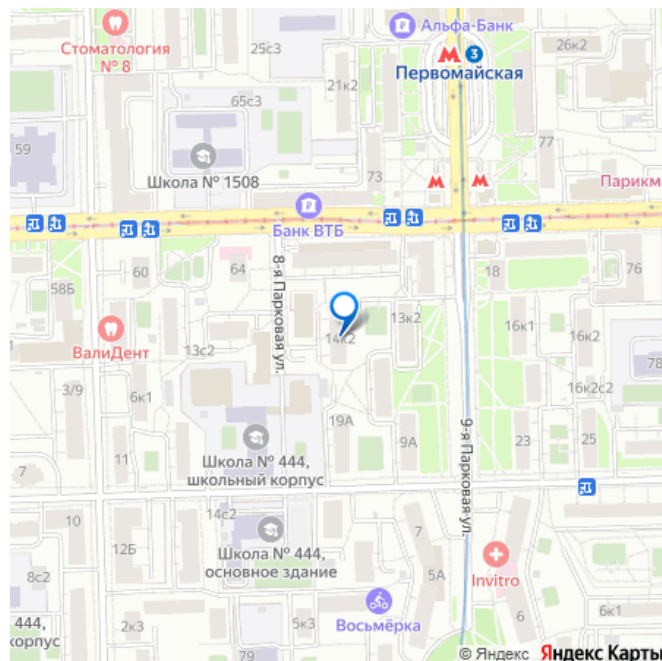 Альфа-Банк
Стоматология
№ 8
25с3
3
26к2
Первомайская
21к2
65с3
59
77
Школа № 1508
73
Парикм
Банк ВТБ
60
64
18
76
58Б
8-я Парковая ул.
13к2
14к2
16к1
ВалиДент
13с2
78
3/9
6к1
16к2с2
19А
9А
9-я Парковая ул.
23
25
11
Школа № 444,
школьный корпус
7
10
14с2
12Б
7
Школа № 444,
основное здание
8с2
5А
Invitro
444,
корпус
2к3
Восьмёрка
6
6к1
© Яндекс Яндекс Карты